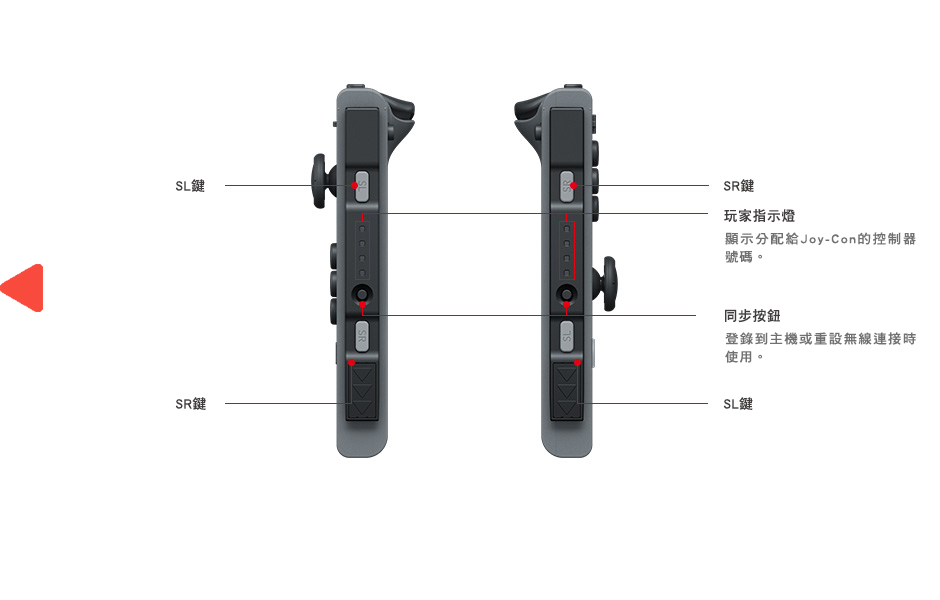 SL鍵
SR鍵
玩家指示燈
顯示分配給Joy-Con的控制器
號碼。
同步按鈕
登錄到主機或重設無線連接時
使用。
SR鍵
SL鍵
SL
SR
SR
SL